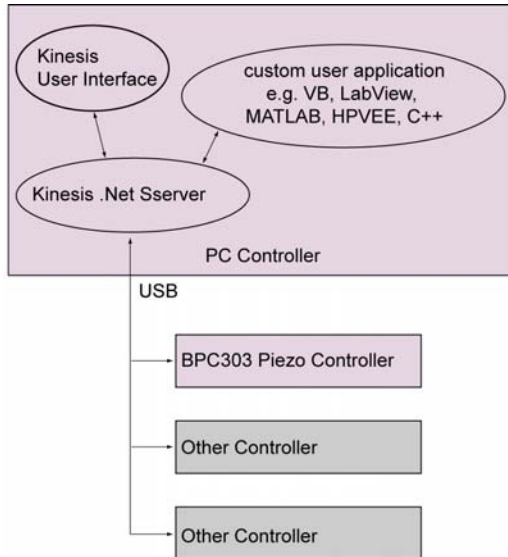 Kinesis
User Interface
custom user application
e.g. VB, LabView,
MATLAB, HPVEE, C++
Kinesis .Net Sserver
PC Controller
USB
BPC303 Piezo Controller
Other Controller
Other Controller